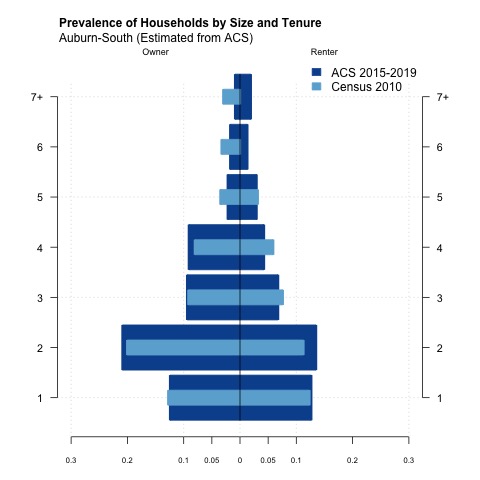 Prevalence of Households by Size and Tenure
Auburn-South (Estimated from ACS)
Owner Renter
ACS 2015-2019
Census 2010
7+ 7+
6 6
5 5
4 4
3 3
2 2
1 1
0.3 0.2 0.1 0.05 0 0.05 0.1 0.2 0.3